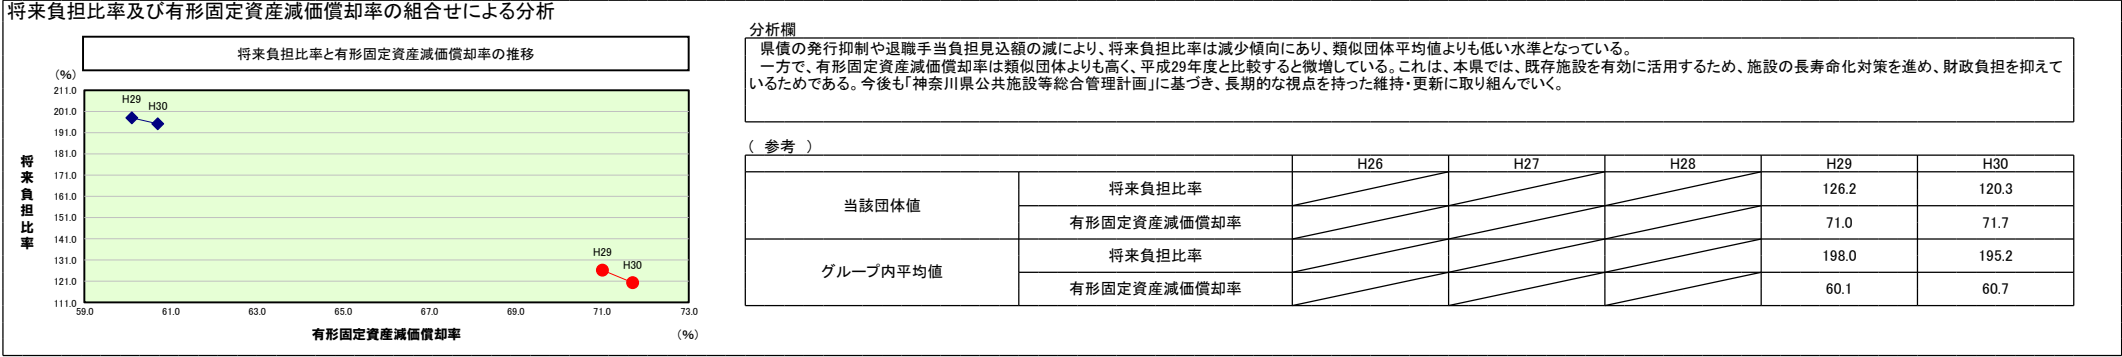 将来負担比率及び有形固定資産減価償却率の組合せによる分析
将来負担比率と有形固定資産減価償却率の推移
(%)
211.0
201.0
191.0
181.0
171.0
161.0
151.0
141.0
131.0
121.0
111.0
将来負担比率
H29
H30
H29
H30
59.0 61.0 63.0 65.0 67.0 69.0 71.0 73.0
有形固定資産減価償却率
(%)
分析欄
県債の発行抑制や退職手当負担見込額の減により、将来負担比率は減少傾向にあり、類似団体平均値よりも低い水準となっている。
一方で、有形固定資産減価償却率は類似団体よりも高く、平成29年度と比較すると微増している。これは、本県では、既存施設を有効に活用するため、施設の長寿命化対策を進め、財政負担を抑えて
いるためである。今後も「神奈川県公共施設等総合管理計画」に基づき、長期的な視点を持った維持・更新に取り組んでいく。
( 参考 )
H26 H27 H28 H29 H30
当該団体値
将来負担比率 126.2 120.3
有形固定資産減価償却率 71.0 71.7
グループ内平均値
将来負担比率 198.0 195.2
有形固定資産減価償却率 60.1 60.7